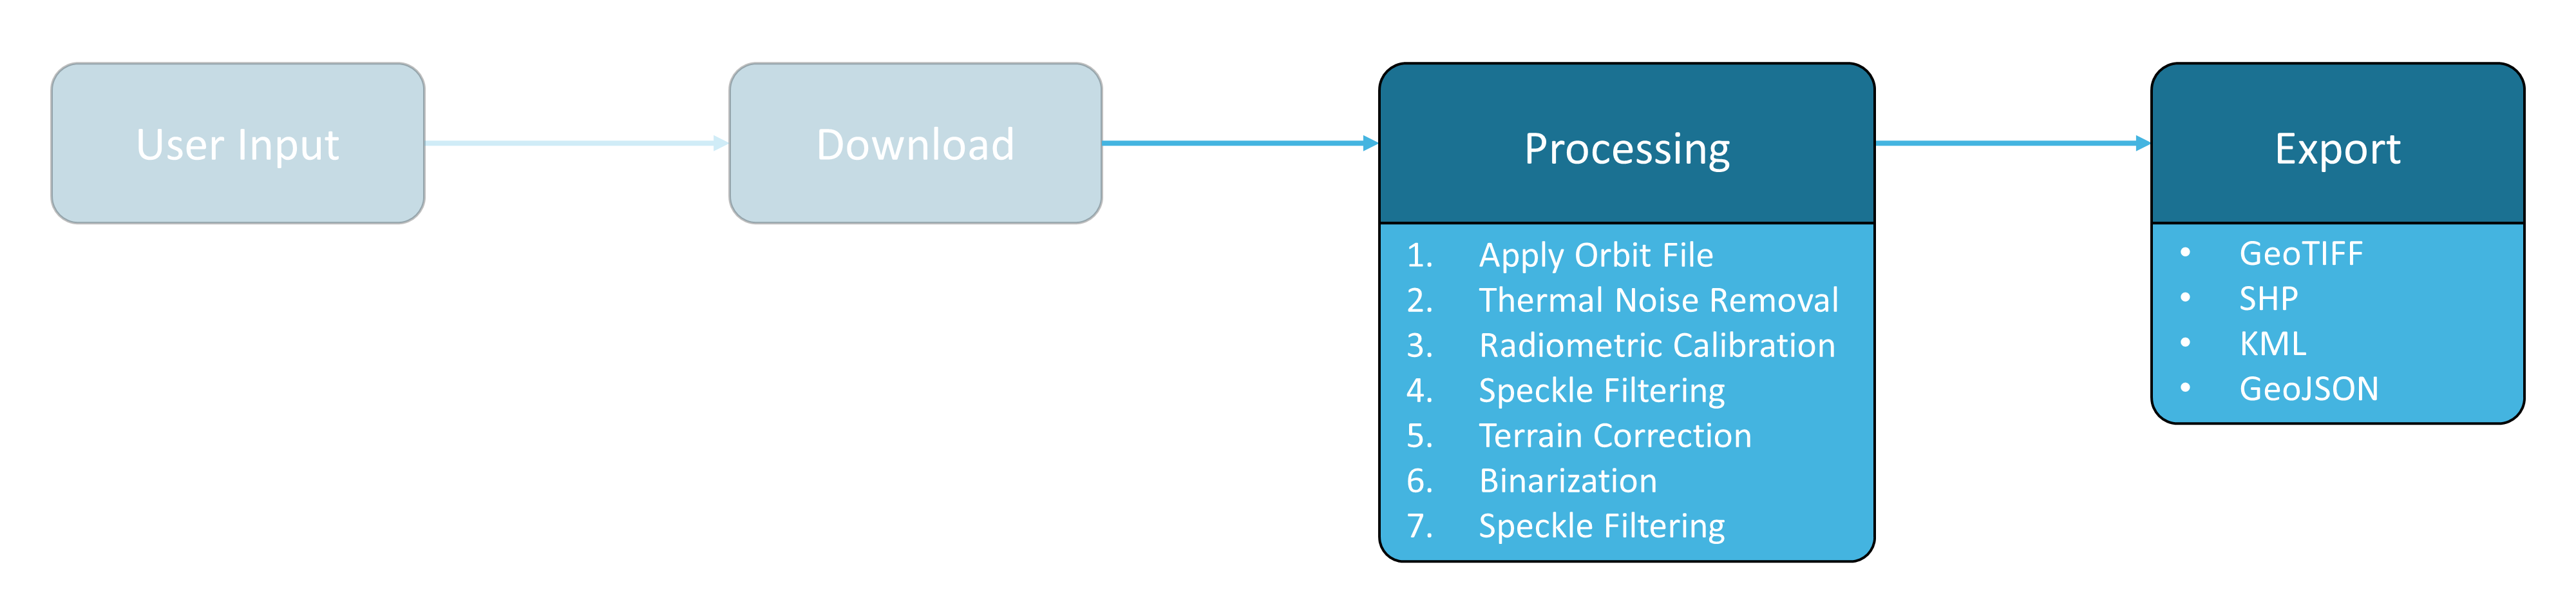 User Input
Download
Processing
1. Apply Orbit File
2. Thermal Noise Removal
3. Radiometric Calibration
4. Speckle Filtering
5. Terrain Correction
6. Binarization
7. Speckle Filtering
Export
• GeoTIFF
• SHP
• KML
• GeoJSON